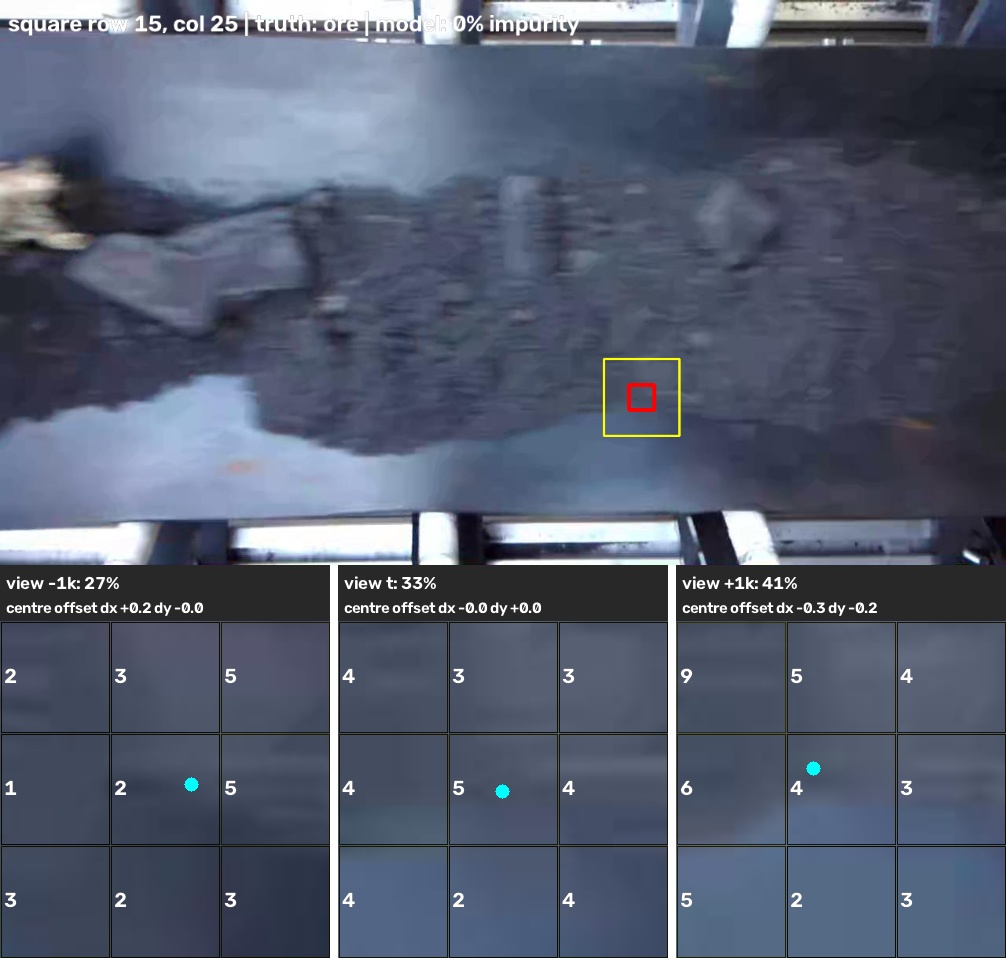 square row 15, col 25 | truth: ore | model: 0% impurity
view -1k: 27%
centre offset dx +0.2 dy -0.0
2 3 5
1 2 5
3 2 3
view t: 33%
centre offset dx -0.0 dy +0.0
4 3 3
4 5 4
4 2 4
view +1k: 41%
centre offset dx -0.3 dy -0.2
9 5 4
6 4 3
5 2 3